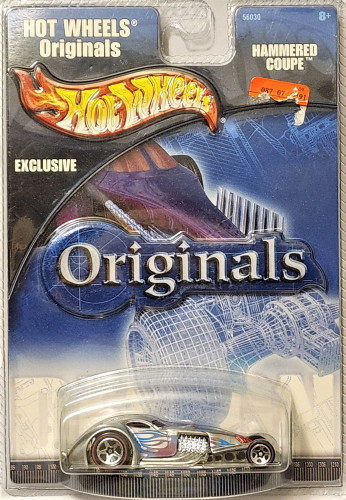 HOT WHEELS®
Originals
56030
8+
HAMMERED
COUPE™
Hot Wheels
EXCLUSIVE
Originals